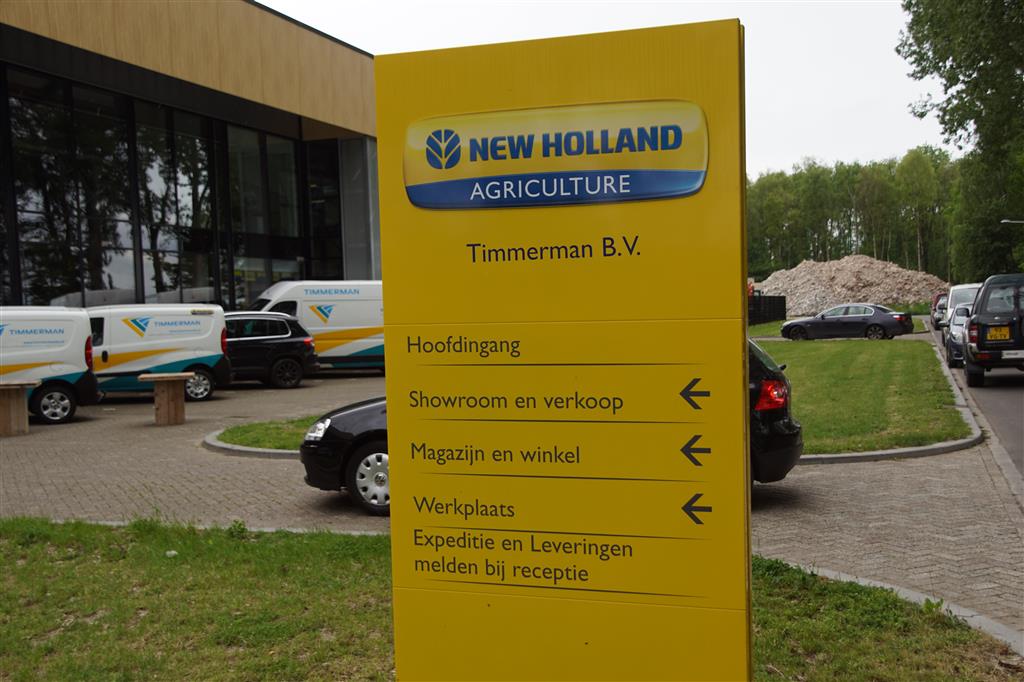 NEW HOLLAND
AGRICULTURE
Timmerman B.V.
Hoofdingang
Showroom en verkoop
Magazijn en winkel
Werkplaats
Expeditie en Leveringen
melden bij receptie
TIMMERMAN
TIMMERMAN
TIMMERMAN